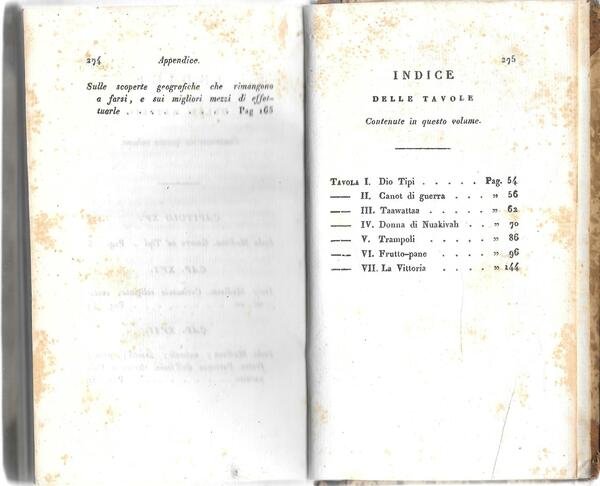 274 Appendice.
Sulle scoperte geografiche che rimangono
a farsi, e sui migliori mezzi di effet-
tuarle . . . . . . . . . Pag 165
275
INDICE
DELLE TAVOLE
Contenute in questo volume.
TAVOLA I. Dio Tipi . . . . . Pag. 54
—— II. Canot di guerra . . . . „ 56
—— III. Taawattaa . . . . . „ 62
—— IV. Donna di Nuakivah . . . „ 70
—— V. Trampoli . . . . . „ 86
—— VI. Frutto-pane . . . . „ 96
—— VII. La Vittoria . . . . „ 144